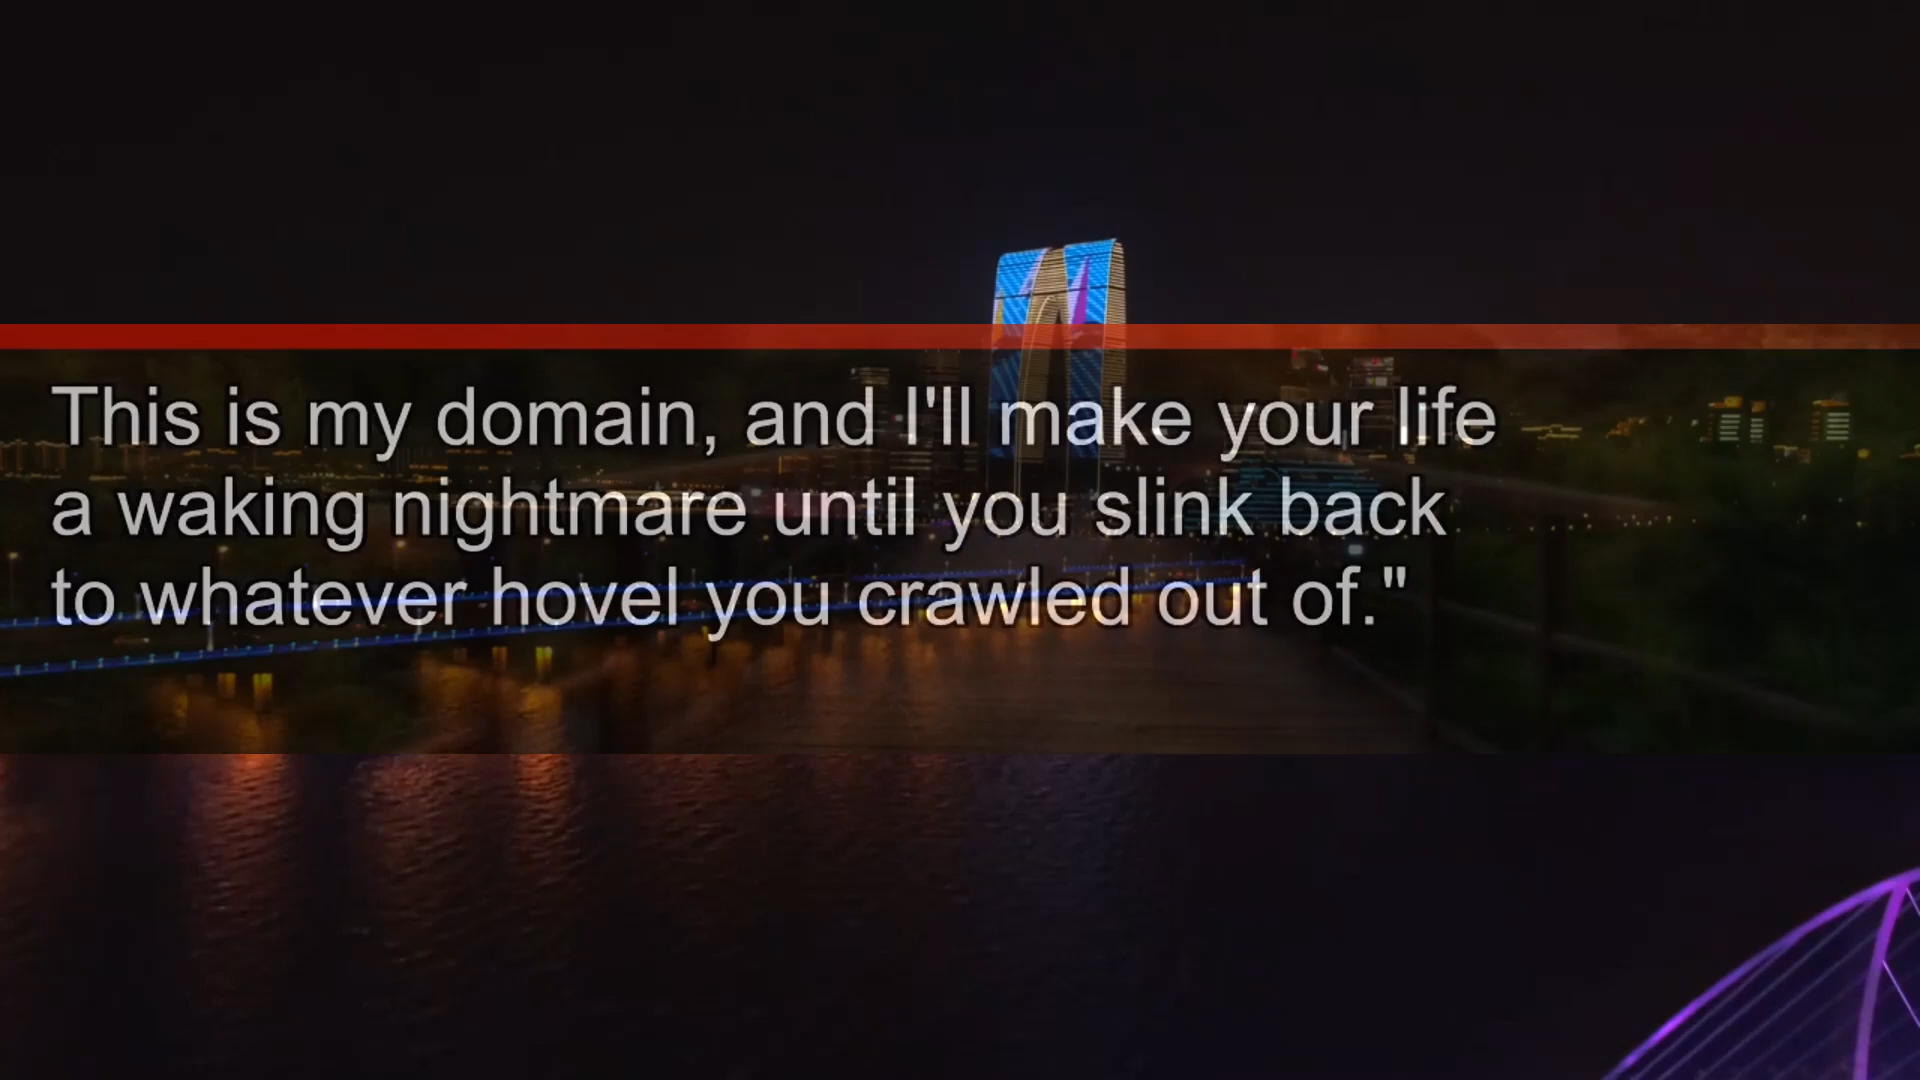 This is my domain, and I'll make your life
a waking nightmare until you slink back
to whatever hovel you crawled out of."